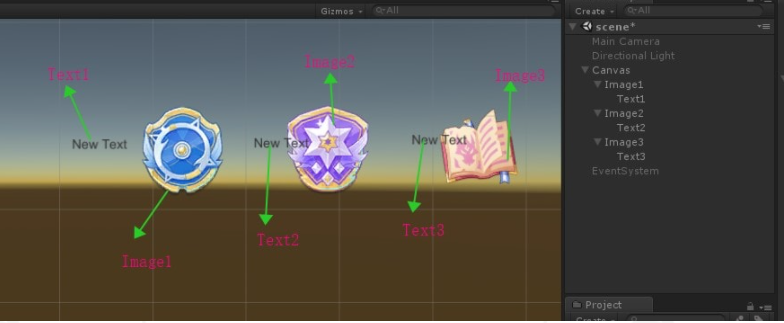 Gizmos
All
Text1
Image2
Image3
New Text
New Text
New Text
Image1
Text2
Text3
Create
All
scene*
Main Camera
Directional Light
Canvas
Image1
Text1
Image2
Text2
Image3
Text3
EventSystem
Project
Create